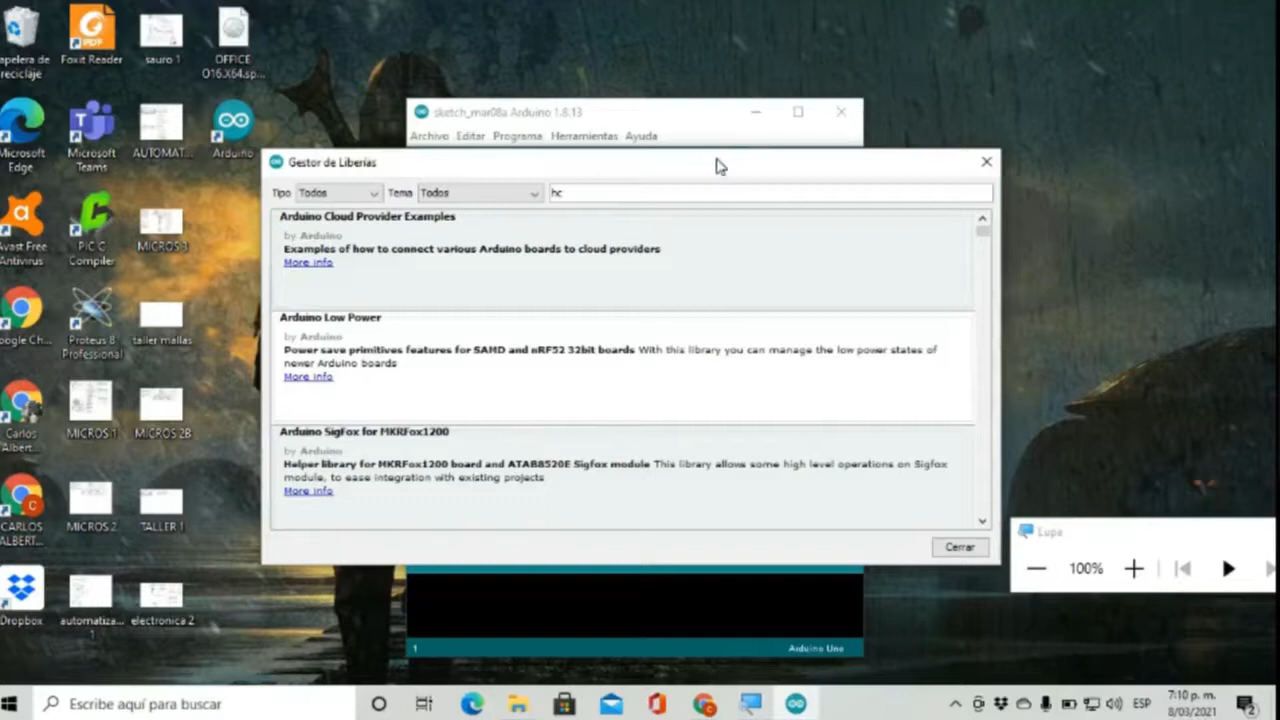 apelera de
reciclaje
Foxit Reader
sauro 1
OFFICE
O16.X64.sp...
Microsoft
Edge
Microsoft
Teams
AUTOMAT...
Arduino
Avast Free
Antivirus
PIC C
Compiler
MICROS 3
oogle Ch...
Proteus 8
Professional
taller mallas
Carlos
Albert...
MICROS 1
MICROS 2B
CARLOS
ALBERT...
MICROS 2
TALLER 1
Dropbox
automatiza...
1
electronica 2
sketch_mar08a Arduino 1.8.13
Archivo Editar Programa Herramientas Ayuda
Gestor de Librerías
Tipo Todos Tema Todos hc
Arduino Cloud Provider Examples
by Arduino
Examples of how to connect various Arduino boards to cloud providers
More info
Arduino Low Power
by Arduino
Power save primitives features for SAMD and nRF52 32bit boards With this library you can manage the low power states of
newer Arduino boards
More info
Arduino SigFox for MKRFox1200
by Arduino
Helper library for MKRFox1200 board and ATAB8520E Sigfox module This library allows some high level operations on Sigfox
module, to ease integration with existing projects
More info
Cerrar
1 Arduino Uno
Lupa
100%
Escribe aquí para buscar
ESP
7:10 p. m.
8/03/2021
2